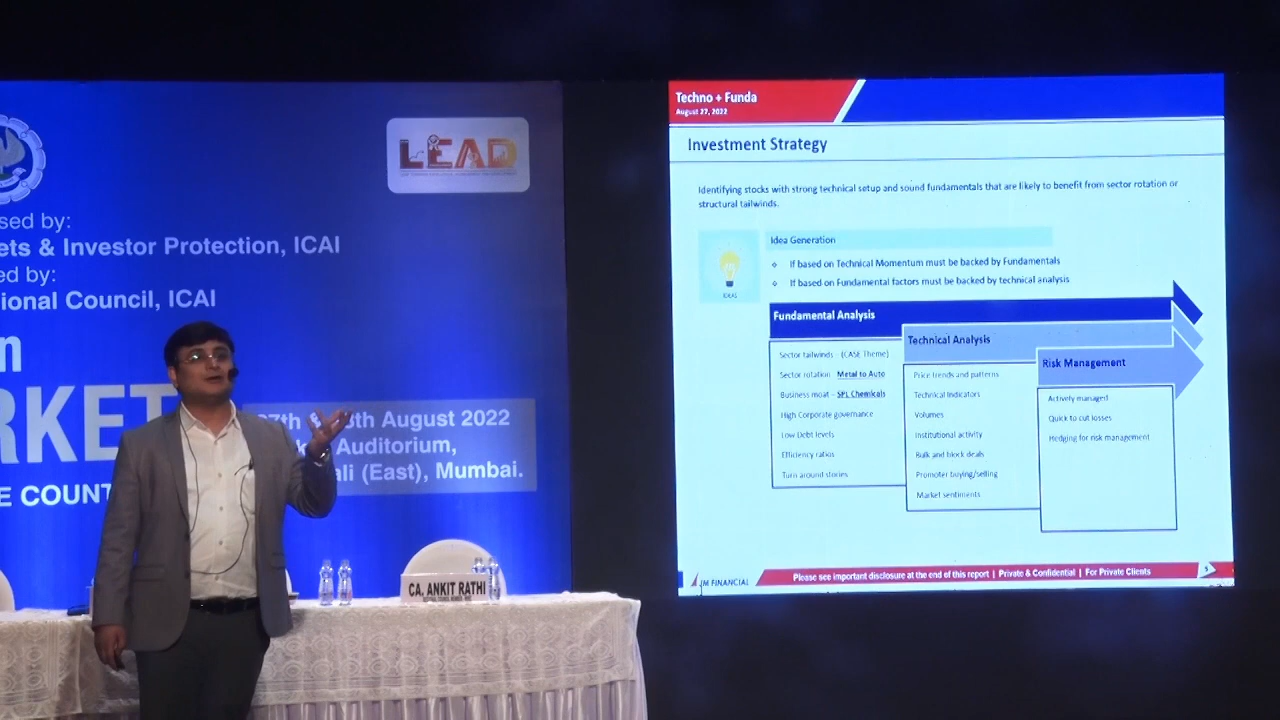 LEAD
sed by:
ets & Investor Protection, ICAI
ed by:
ional Council, ICAI
n
RKET
27th & 28th August 2022
Auditorium,
ali (East), Mumbai.
E COUNT
CA. ANKIT RATHI
Techno + Funda
August 27, 2022
Investment Strategy
Identifying stocks with strong technical setup and sound fundamentals that are likely to benefit from sector rotation or
structural tailwinds.
IDEAS
Idea Generation
❖ If based on Technical Momentum must be backed by Fundamentals
❖ If based on Fundamental factors must be backed by technical analysis
Fundamental Analysis
Sector tailwinds - (CASE Theme)
Sector rotation Metal to Auto
Business moat - SPL Chemicals
High Corporate governance
Low Debt levels
Efficiency ratios
Turn around stories
Technical Analysis
Price trends and patterns
Technical Indicators
Volumes
Institutional activity
Bulk and block deals
Promoter buying/selling
Market sentiments
Risk Management
Actively managed
Quick to cut losses
Hedging for risk management
JM FINANCIAL
Please see important disclosure at the end of this report | Private & Confidential | For Private Clients